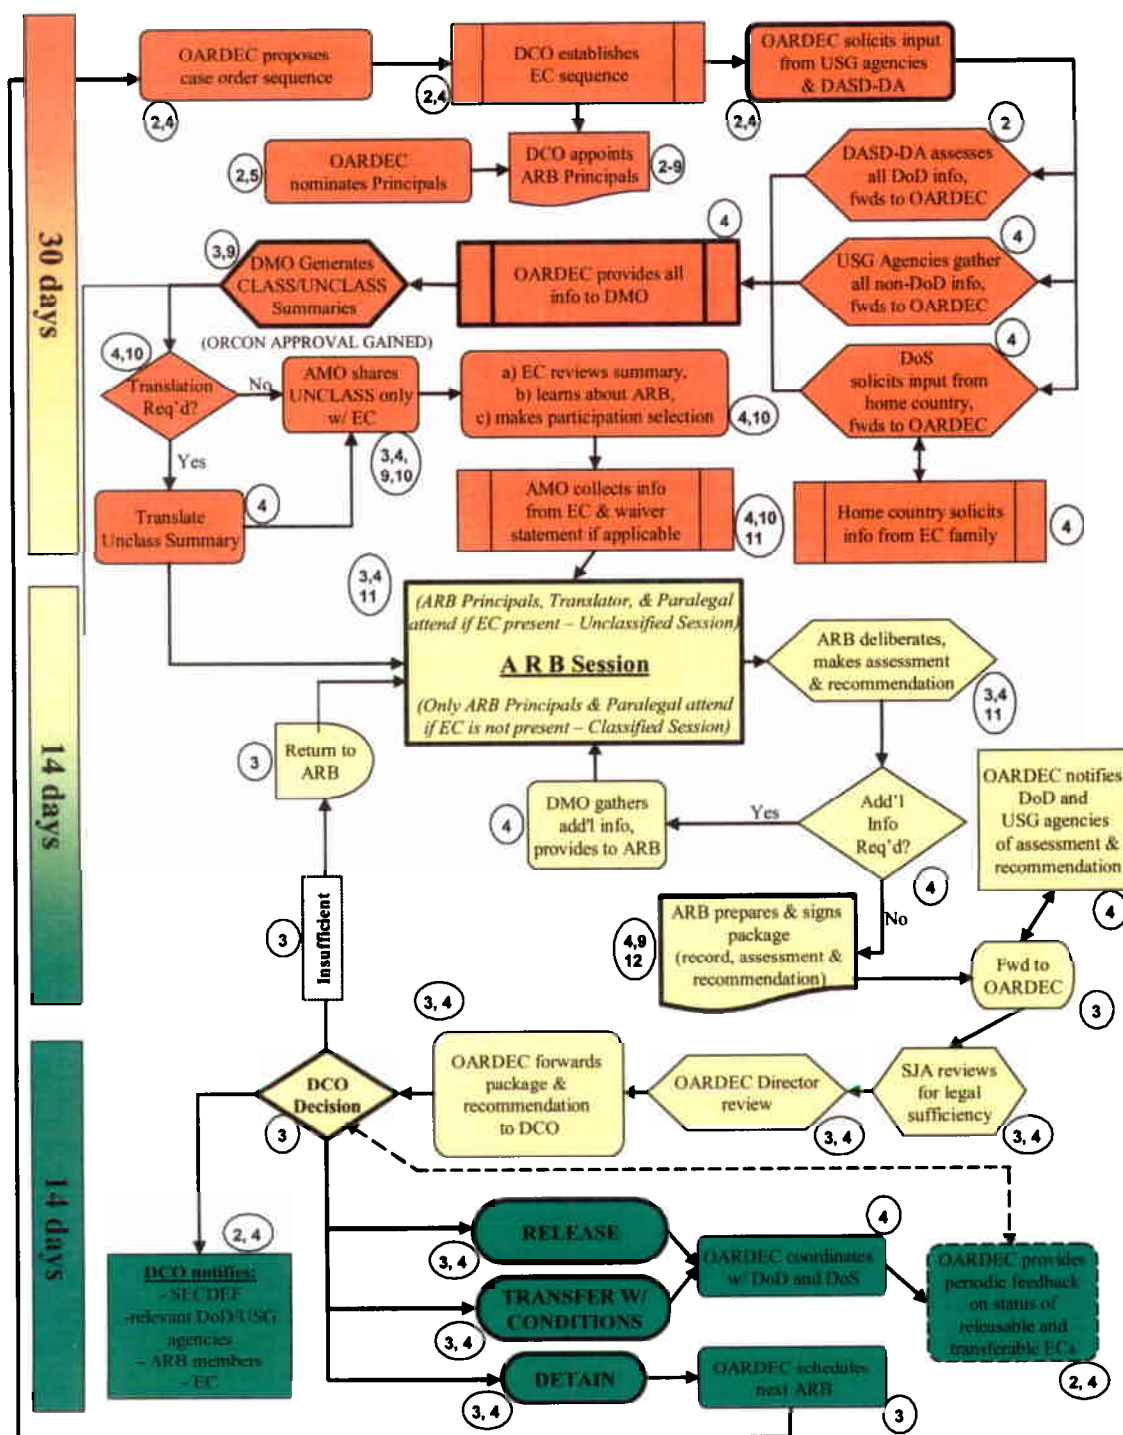 OARDEC proposes
case order sequence
2,4
DCO establishes
EC sequence
2,4
OARDEC solicits input
from USG agencies
& DASD-DA
2,4
OARDEC
nominates Principals
2,5
DCO appoints
ARB Principals
2-9
DASD-DA assesses
all DoD info,
fwds to OARDEC
2
30 days
DMO Generates
CLASS/UNCLASS
Summaries
3,9
(ORCON APPROVAL GAINED)
OARDEC provides all
info to DMO
4
USG Agencies gather
all non-DoD info,
fwds to OARDEC
4
Translation
Req'd?
4,10
No
Yes
AMO shares
UNCLASS only
w/ EC
3,4,
9,10
a) EC reviews summary,
b) learns about ARB,
c) makes participation selection
4,10
DoS
solicits input from
home country,
fwds to OARDEC
4
Translate
Unclass Summary
4
AMO collects info
from EC & waiver
statement if applicable
4,10
11
Home country solicits
info from EC family
4
14 days
3,4
11
(ARB Principals, Translator, & Paralegal
attend if EC present – Unclassified Session)
A R B Session
(Only ARB Principals & Paralegal attend
if EC is not present – Classified Session)
ARB deliberates,
makes assessment
& recommendation
3,4
11
Return to
ARB
3
DMO gathers
add'l info,
provides to ARB
4
Yes
Add'l
Info
Req'd?
4
No
OARDEC notifies
DoD and
USG agencies
of assessment &
recommendation
4
Insufficient
3
ARB prepares & signs
package
(record, assessment &
recommendation)
4,9
12
Fwd to
OARDEC
3
14 days
DCO
Decision
3
OARDEC forwards
package &
recommendation
to DCO
3, 4
OARDEC Director
review
3, 4
SJA reviews
for legal
sufficiency
3, 4
DCO notifies:
- SECDEF
-relevant DoD/USG
agencies
- ARB members
- EC
2, 4
RELEASE
3, 4
TRANSFER W/
CONDITIONS
3, 4
DETAIN
3, 4
OARDEC coordinates
w/ DoD and DoS
4
OARDEC schedules
next ARB
3
OARDEC provides
periodic feedback
on status of
releasable and
transferable ECs
2, 4